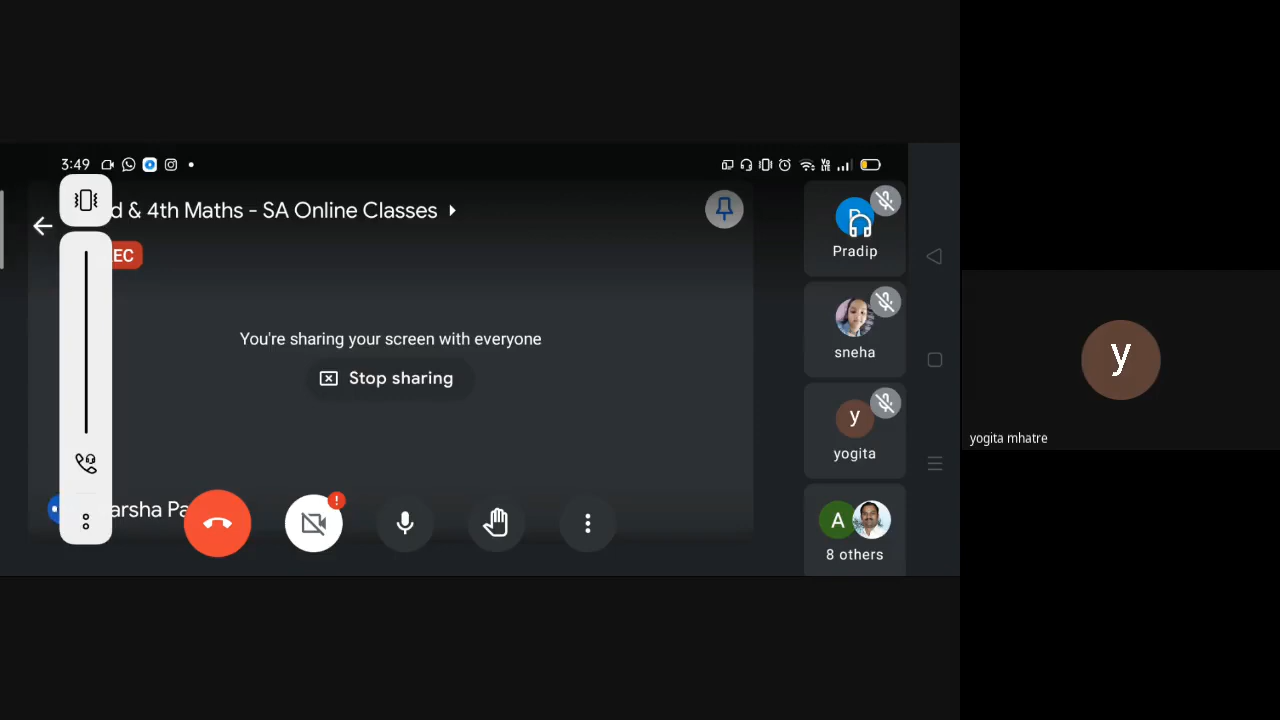 3:49
d & 4th Maths - SA Online Classes
EC
You're sharing your screen with everyone
Stop sharing
arsha Pa
Pradip
sneha
y
yogita
A
8 others
y
yogita mhatre